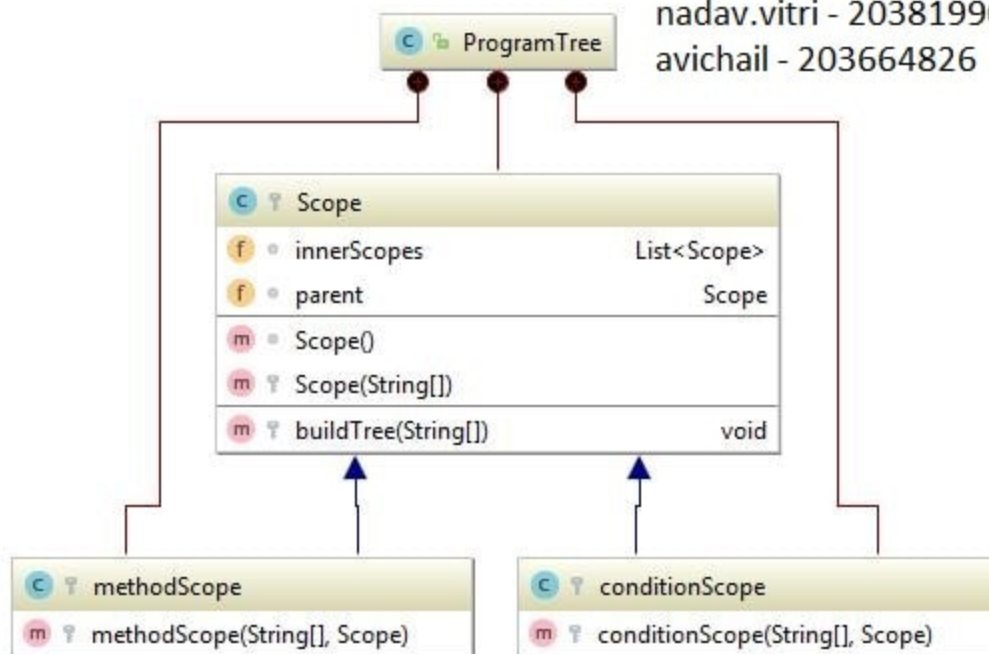 nadav.vitri - 2038199
avichail - 203664826
ProgramTree
Scope
innerScopes List<Scope>
parent Scope
Scope()
Scope(String[])
buildTree(String[]) void
methodScope
methodScope(String[], Scope)
conditionScope
conditionScope(String[], Scope)